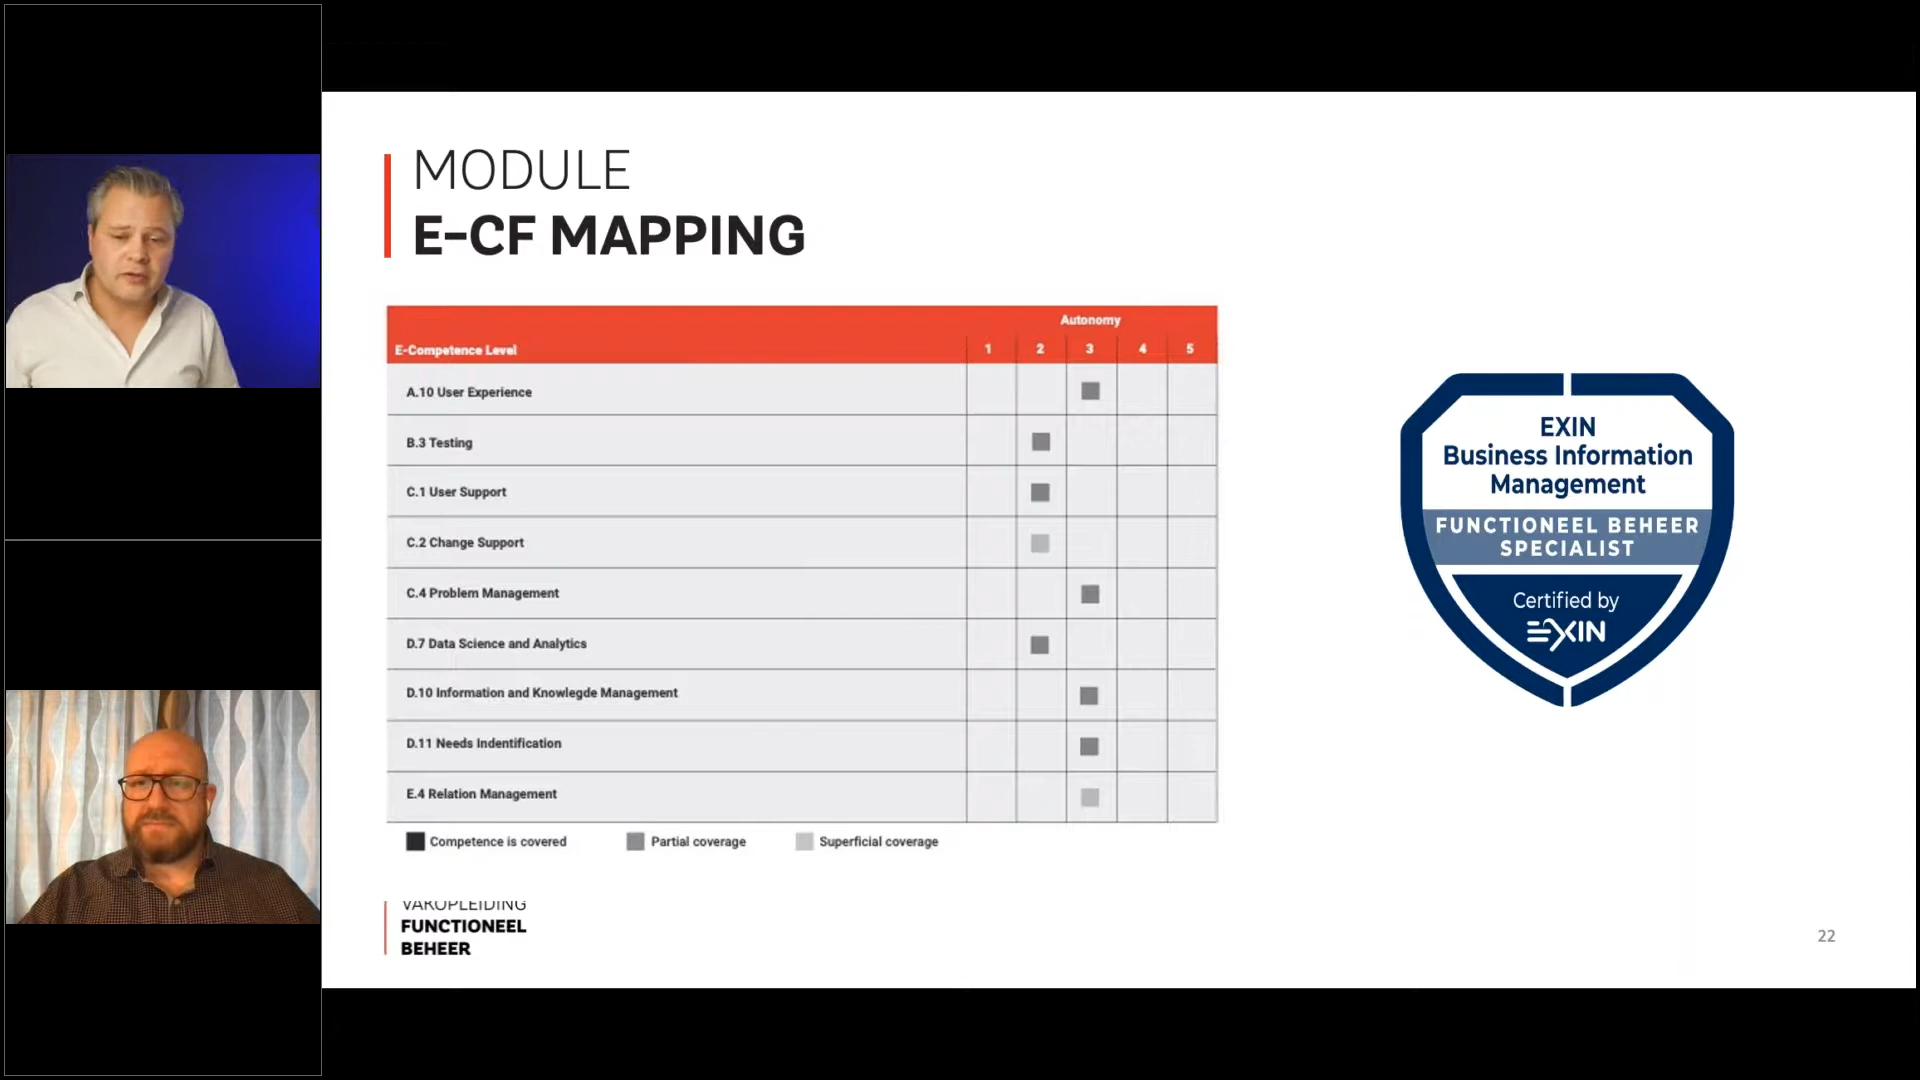 MODULE
E-CF MAPPING
Autonomy
E-Competence Level 1 2 3 4 5
A.10 User Experience
B.3 Testing
C.1 User Support
C.2 Change Support
C.4 Problem Management
D.7 Data Science and Analytics
D.10 Information and Knowlegde Management
D.11 Needs Indentification
E.4 Relation Management
Competence is covered Partial coverage Superficial coverage
EXIN
Business Information
Management
FUNCTIONEEL BEHEER
SPECIALIST
Certified by
EXIN
VAKOPLEIDING
FUNCTIONEEL
BEHEER
22